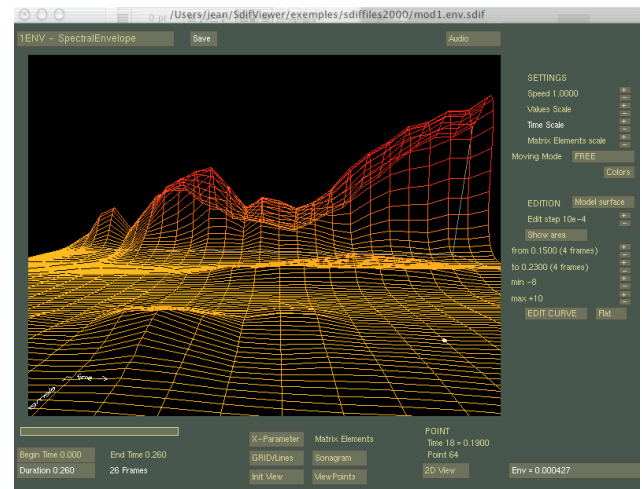 /Users/jean/SdifViewer/exemples/sdiffiles2000/mod1.env.sdif
1ENV - SpectralEnvelope
Save
Audio
SETTINGS
Speed 1.0000
Values Scale
Time Scale
Matrix Elements scale
Moving Mode FREE
Colors
EDITION Model surface
Edit step 10e-4
Show area
from 0.1500 (4 frames)
to 0.2300 (4 frames)
min -8
max +10
EDIT CURVE Flat
time
Begin Time 0.000 End Time 0.260
Duration 0.260 26 Frames
X-Parameter Matrix Elements
GRID/Lines Sonagram
Init View ViewPoints
POINT
Time 18 = 0.1900
Point 64
2D View Env = 0.000427